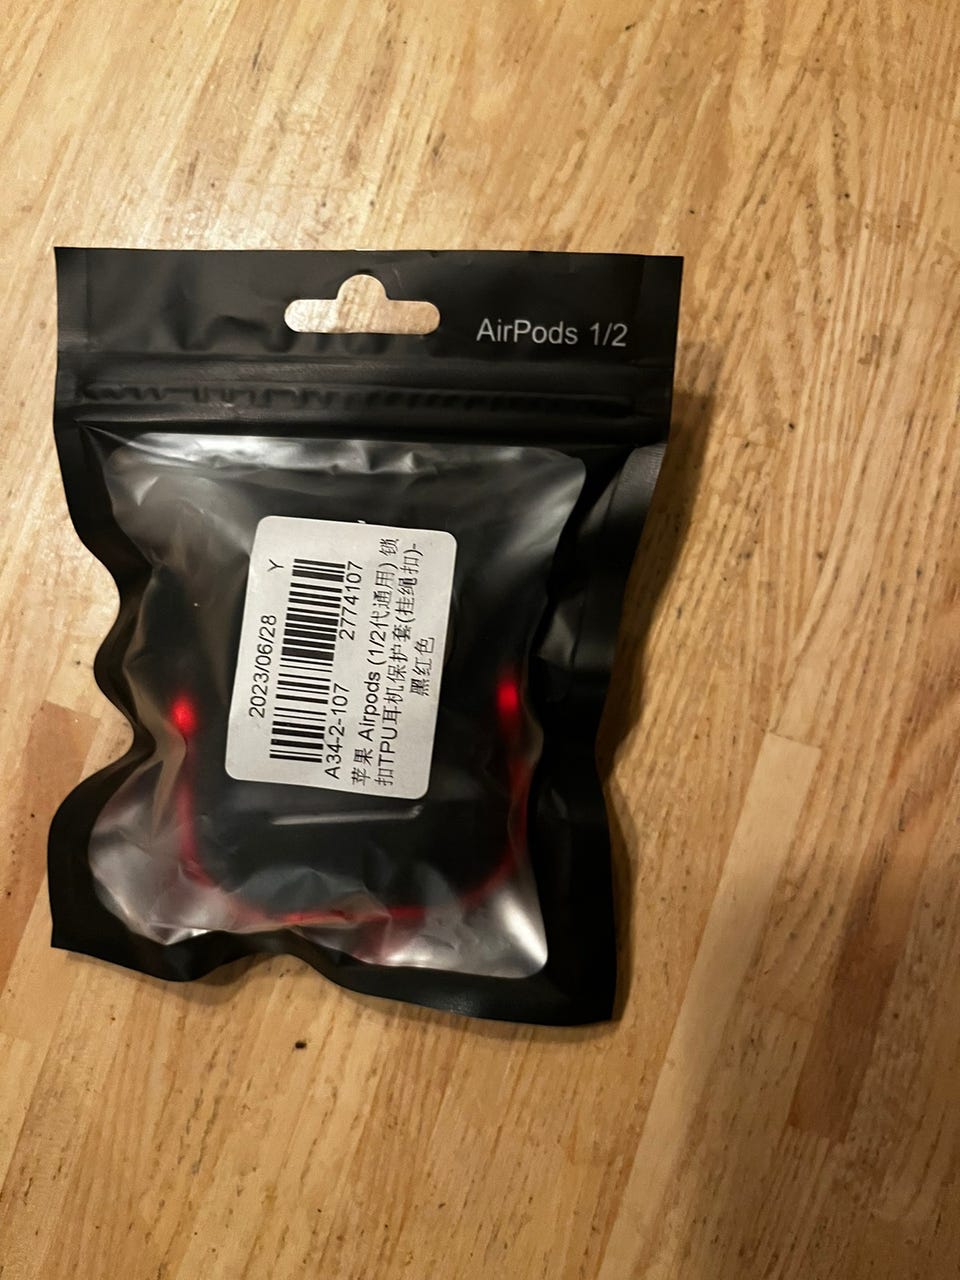 AirPods 1/2
2023/06/28 Y
A34-2-107 2774107
苹果 Airpods (1/2代通用) 锁
扣TPU耳机保护套(挂绳扣)-
黑红色